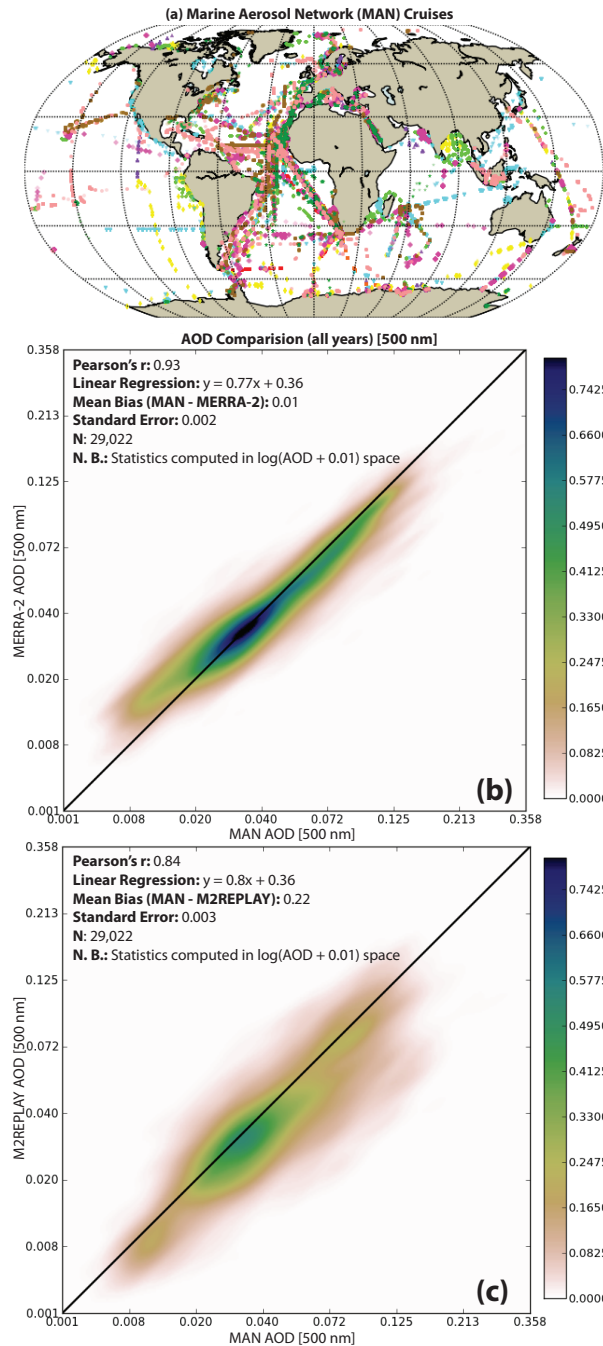 (a) Marine Aerosol Network (MAN) Cruises
AOD Comparision (all years) [500 nm]
Pearson's r: 0.93
Linear Regression: y = 0.77x + 0.36
Mean Bias (MAN - MERRA-2): 0.01
Standard Error: 0.002
N: 29,022
N. B.: Statistics computed in log(AOD + 0.01) space
0.358
0.213
0.125
0.072
0.040
0.020
0.008
0.001
MERRA-2 AOD [500 nm]
(b)
0.001 0.008 0.020 0.040 0.072 0.125 0.213 0.358
MAN AOD [500 nm]
0.7425
0.6600
0.5775
0.4950
0.4125
0.3300
0.2475
0.1650
0.0825
0.0000
Pearson's r: 0.84
Linear Regression: y = 0.8x + 0.36
Mean Bias (MAN - M2REPLAY): 0.22
Standard Error: 0.003
N: 29,022
N. B.: Statistics computed in log(AOD + 0.01) space
0.358
0.213
0.125
0.072
0.040
0.020
0.008
0.001
M2REPLAY AOD [500 nm]
(c)
0.001 0.008 0.020 0.040 0.072 0.125 0.213 0.358
MAN AOD [500 nm]
0.7425
0.6600
0.5775
0.4950
0.4125
0.3300
0.2475
0.1650
0.0825
0.0000